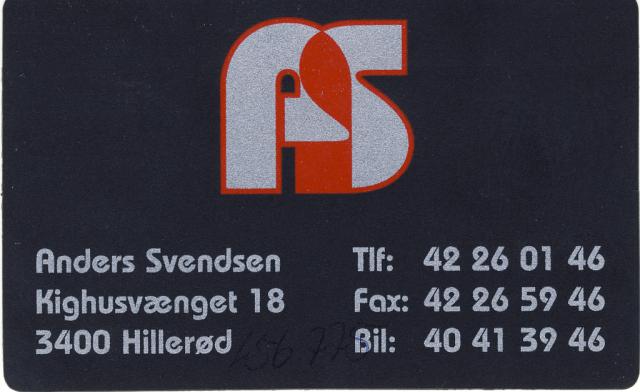 AS
Anders Svendsen Tlf: 42 26 01 46
Kighusvænget 18 Fax: 42 26 59 46
3400 Hillerød Bil: 40 41 39 46